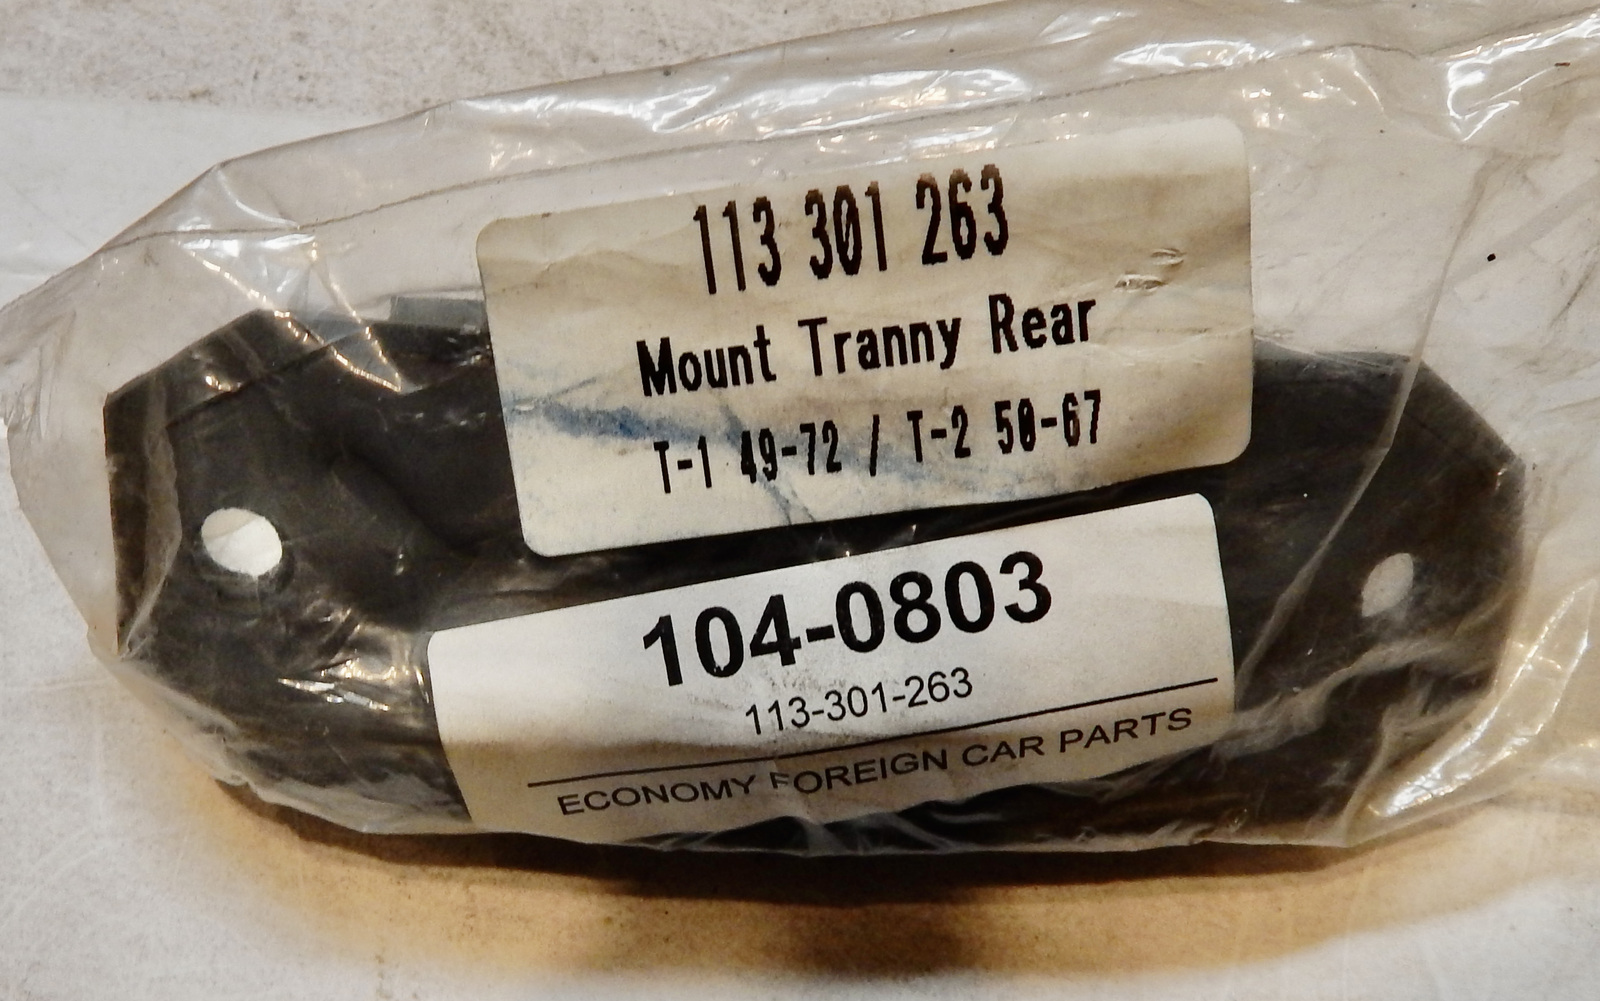 113 301 263
Mount Tranny Rear
T-1 49-72 / T-2 50-67
104-0803
113-301-263
ECONOMY FOREIGN CAR PARTS